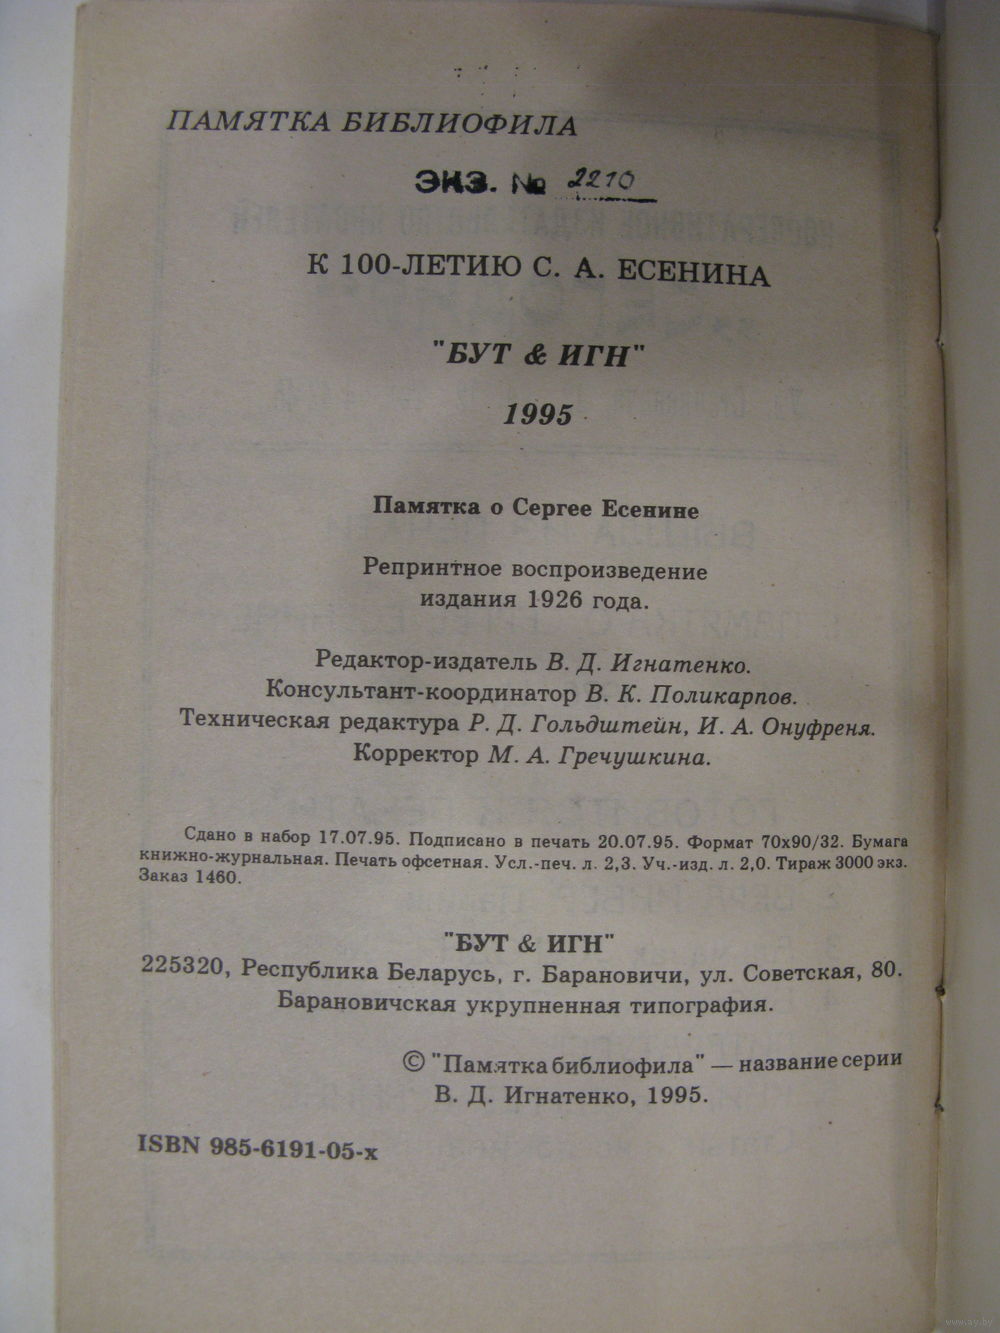 ПАМЯТКА БИБЛИОФИЛА
ЭКЗ. № 2210
К 100-ЛЕТИЮ С. А. ЕСЕНИНА
"БУТ & ИГН"
1995
Памятка о Сергее Есенине
Репринтное воспроизведение
издания 1926 года.
Редактор-издатель В. Д. Игнатенко.
Консультант-координатор В. К. Поликарпов.
Техническая редактура Р. Д. Гольдштейн, И. А. Онуфреня.
Корректор М. А. Гречушкина.
Сдано в набор 17.07.95. Подписано в печать 20.07.95. Формат 70х90/32. Бумага
книжно-журнальная. Печать офсетная. Усл.-печ. л. 2,3. Уч.-изд. л. 2,0. Тираж 3000 экз.
Заказ 1460.
"БУТ & ИГН"
225320, Республика Беларусь, г. Барановичи, ул. Советская, 80.
Барановичская укрупненная типография.
© "Памятка библиофила" — название серии
В. Д. Игнатенко, 1995.
ISBN 985-6191-05-х
www.ay.by